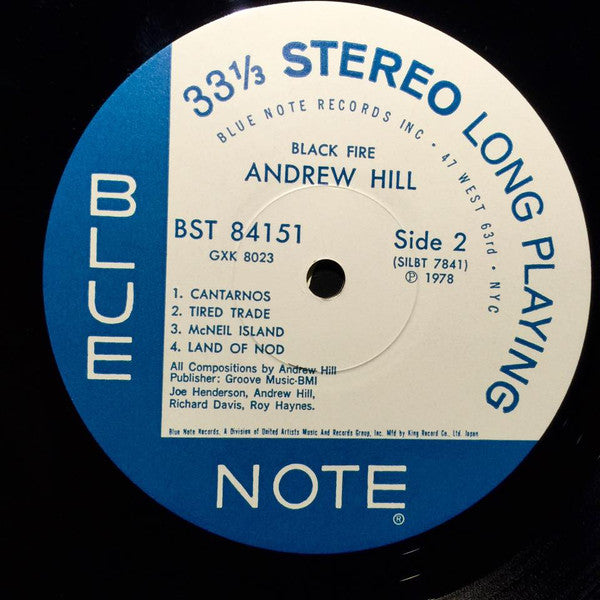 33⅓ STEREO LONG PLAYING
BLUE NOTE RECORDS INC • 47 WEST 63rd • NYC
BLACK FIRE
ANDREW HILL
BST 84151
GXK 8023
Side 2
(SILBT 7841)
Ⓟ 1978
1. CANTARNOS
2. TIRED TRADE
3. McNEIL ISLAND
4. LAND OF NOD
All Compositions by Andrew Hill
Publisher: Groove Music-BMI
Joe Henderson, Andrew Hill,
Richard Davis, Roy Haynes.
Blue Note Records, A Division of United Artists Music And Records Group, Inc. Mfd by King Record Co., Ltd. Japan
BLUE
NOTE®